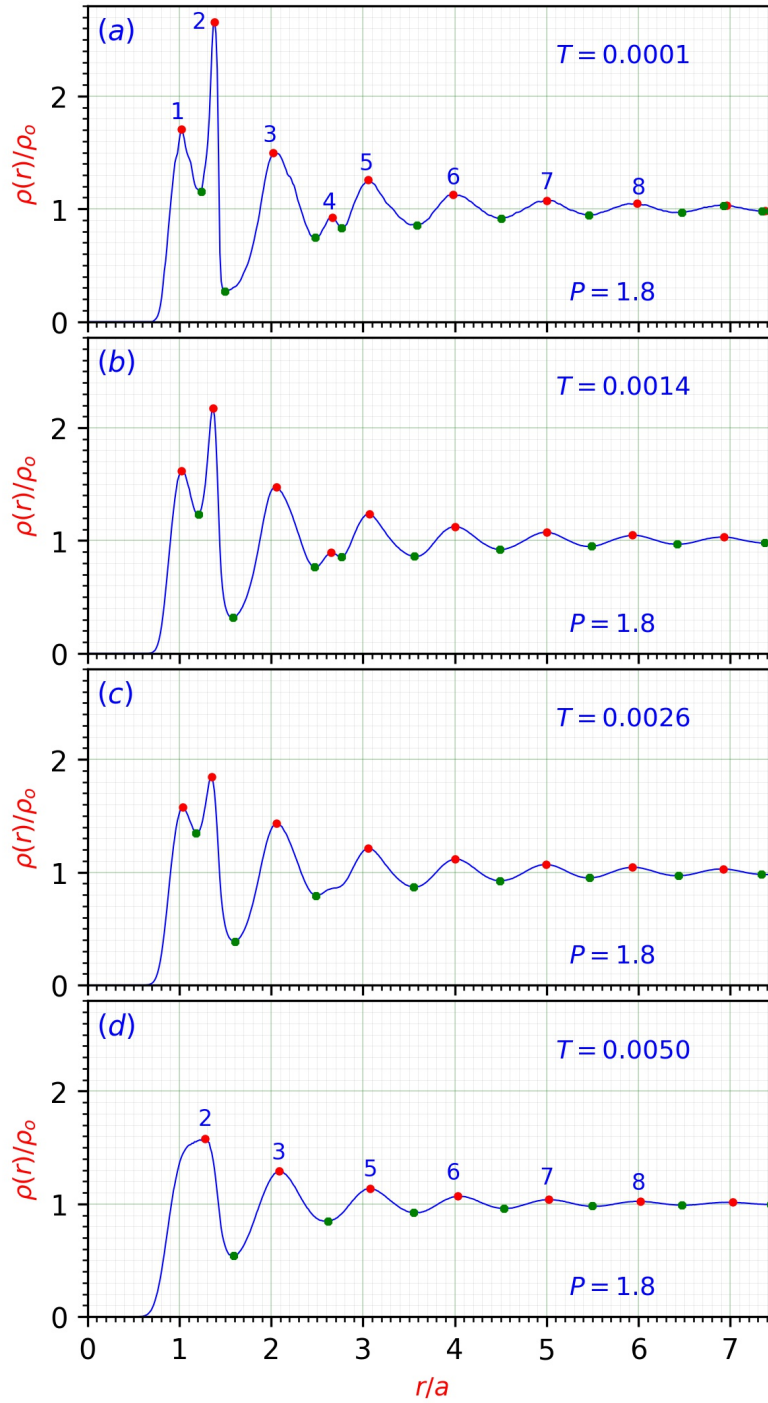 (a)
T = 0.0001
1 2 3 4 5 6 7 8
P = 1.8
ρ(r)/ρₒ
2
1
0
(b)
T = 0.0014
P = 1.8
ρ(r)/ρₒ
2
1
0
(c)
T = 0.0026
P = 1.8
ρ(r)/ρₒ
2
1
0
(d)
T = 0.0050
2 3 5 6 7 8
P = 1.8
ρ(r)/ρₒ
2
1
0
0 1 2 3 4 5 6 7
r/a